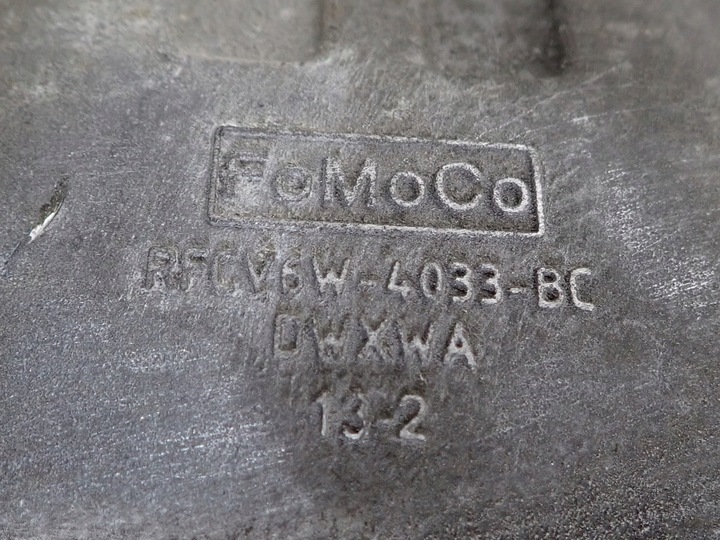 FoMoCo
RFCV6W-4033-BC
DWXWA
13-2